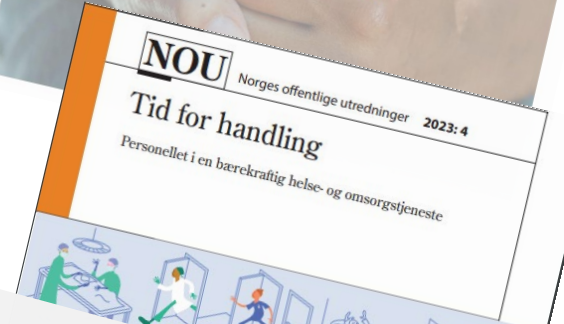 NOU
Norges offentlige utredninger 2023: 4
Tid for handling
Personellet i en bærekraftig helse- og omsorgstjeneste